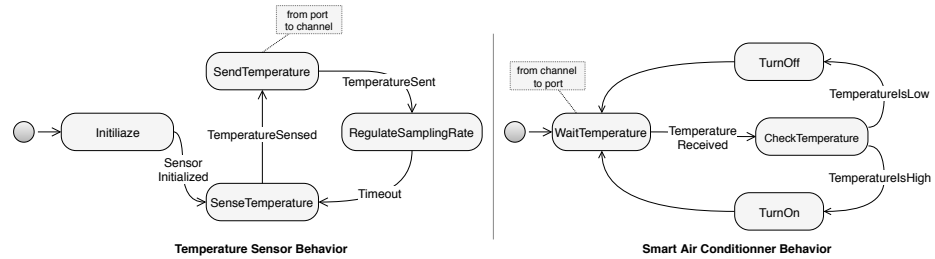 from port
to channel
SendTemperature
TemperatureSent
Initiliaze
TemperatureSensed
RegulateSamplingRate
Sensor
Initialized
SenseTemperature
Timeout
Temperature Sensor Behavior
from channel
to port
TurnOff
TemperatureIsLow
WaitTemperature
Temperature
Received
CheckTemperature
TemperatureIsHigh
TurnOn
Smart Air Conditionner Behavior